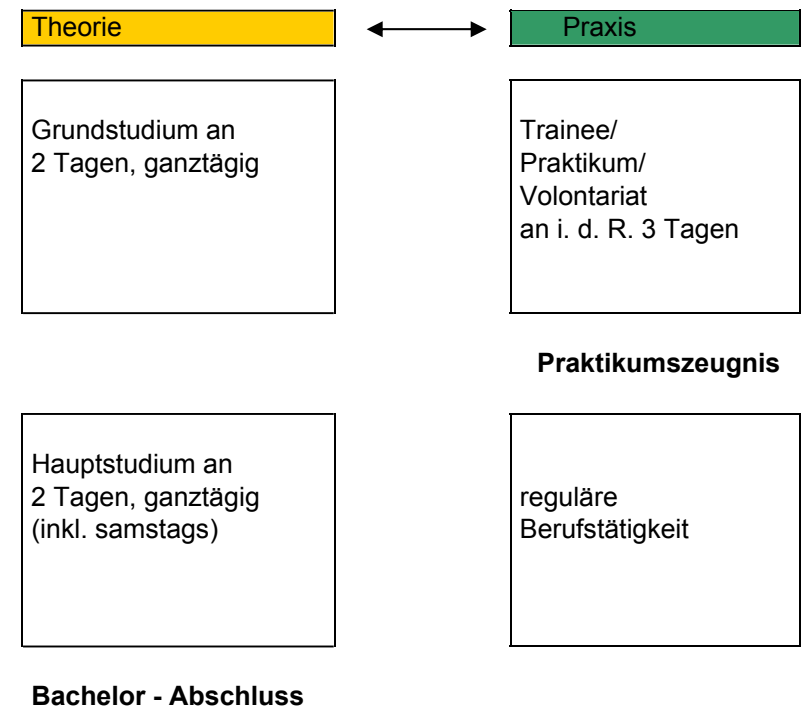 Theorie
Praxis
Grundstudium an
2 Tagen, ganztägig
Trainee/
Praktikum/
Volontariat
an i. d. R. 3 Tagen
Praktikumszeugnis
Hauptstudium an
2 Tagen, ganztägig
(inkl. samstags)
reguläre
Berufstätigkeit
Bachelor - Abschluss